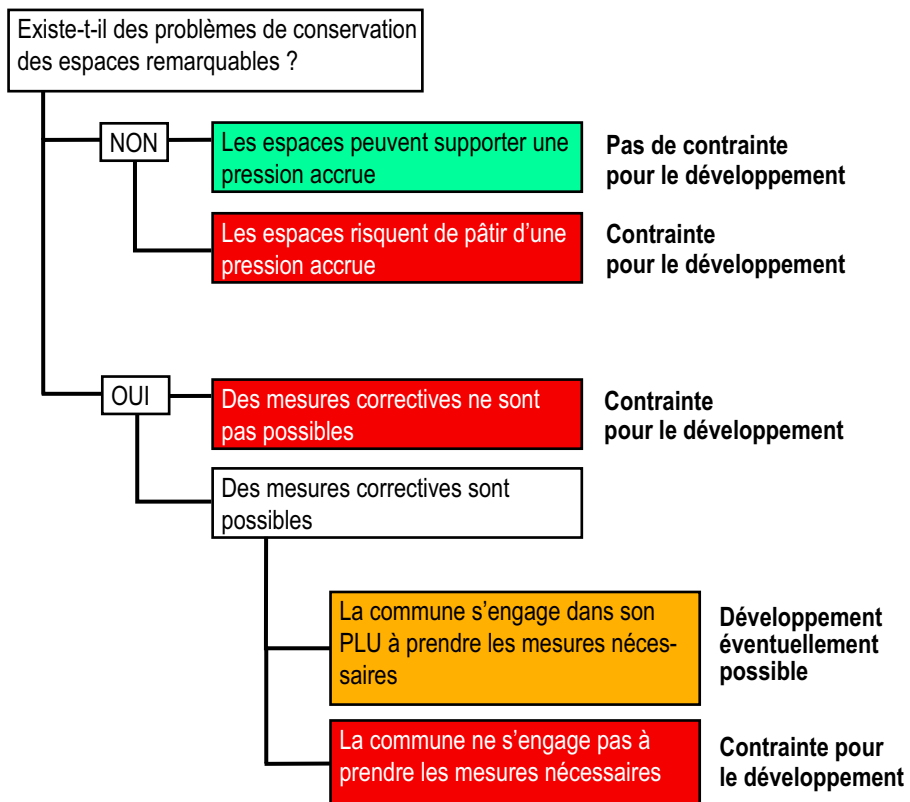 Existe-t-il des problèmes de conservation
des espaces remarquables ?
NON
Les espaces peuvent supporter une
pression accrue
Pas de contrainte
pour le développement
Les espaces risquent de pâtir d’une
pression accrue
Contrainte
pour le développement
OUI
Des mesures correctives ne sont
pas possibles
Contrainte
pour le développement
Des mesures correctives sont
possibles
La commune s’engage dans son
PLU à prendre les mesures néces-
saires
Développement
éventuellement
possible
La commune ne s’engage pas à
prendre les mesures nécessaires
Contrainte pour
le développement